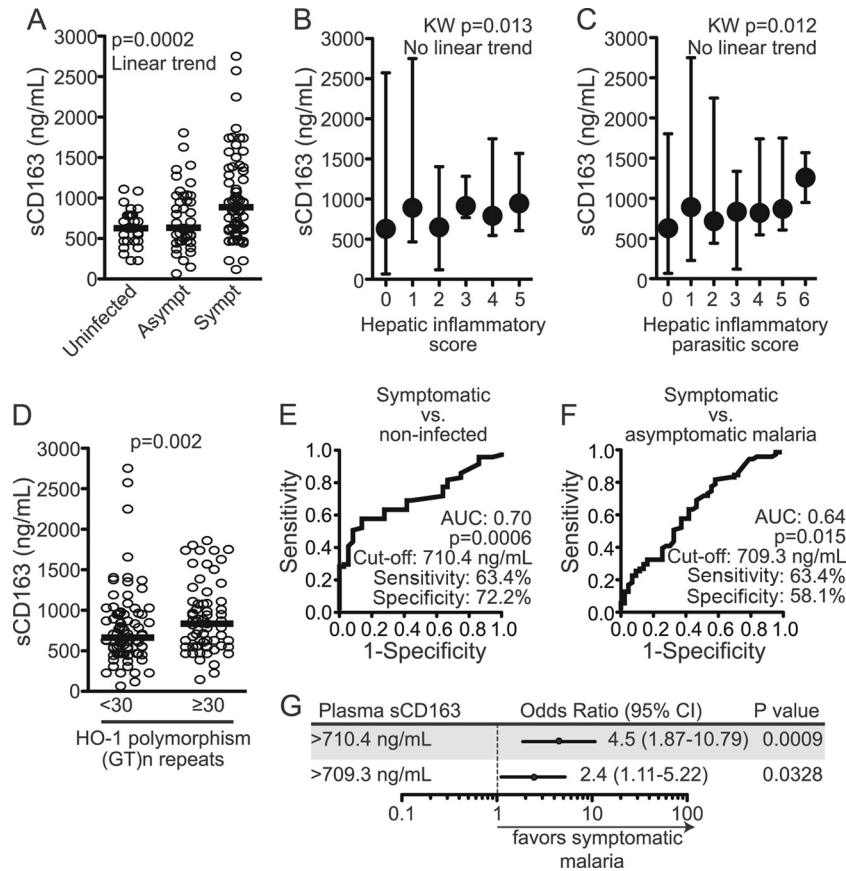 A
p=0.0002
Linear trend
sCD163 (ng/mL)
3000
2500
2000
1500
1000
500
0
Uninfected
Asympt
Sympt
B
KW p=0.013
No linear trend
sCD163 (ng/mL)
3000
2500
2000
1500
1000
500
0
0 1 2 3 4 5
Hepatic inflammatory
score
C
KW p=0.012
No linear trend
sCD163 (ng/mL)
3000
2500
2000
1500
1000
500
0
0 1 2 3 4 5 6
Hepatic inflammatory
parasitic score
D
p=0.002
sCD163 (ng/mL)
3000
2500
2000
1500
1000
500
0
<30 ≥30
HO-1 polymorphism
(GT)n repeats
E
Symptomatic
vs.
non-infected
Sensitivity
1.0
0.8
0.6
0.4
0.2
0.0
AUC: 0.70
p=0.0006
Cut-off: 710.4 ng/mL
Sensitivity: 63.4%
Specificity: 72.2%
0.0 0.2 0.4 0.6 0.8 1.0
1-Specificity
F
Symptomatic
vs.
asymptomatic malaria
Sensitivity
1.0
0.8
0.6
0.4
0.2
0.0
AUC: 0.64
p=0.015
Cut-off: 709.3 ng/mL
Sensitivity: 63.4%
Specificity: 58.1%
0.0 0.2 0.4 0.6 0.8 1.0
1-Specificity
G
Plasma sCD163 Odds Ratio (95% CI) P value
>710.4 ng/mL 4.5 (1.87-10.79) 0.0009
>709.3 ng/mL 2.4 (1.11-5.22) 0.0328
0.1 1 10 100
favors symptomatic
malaria